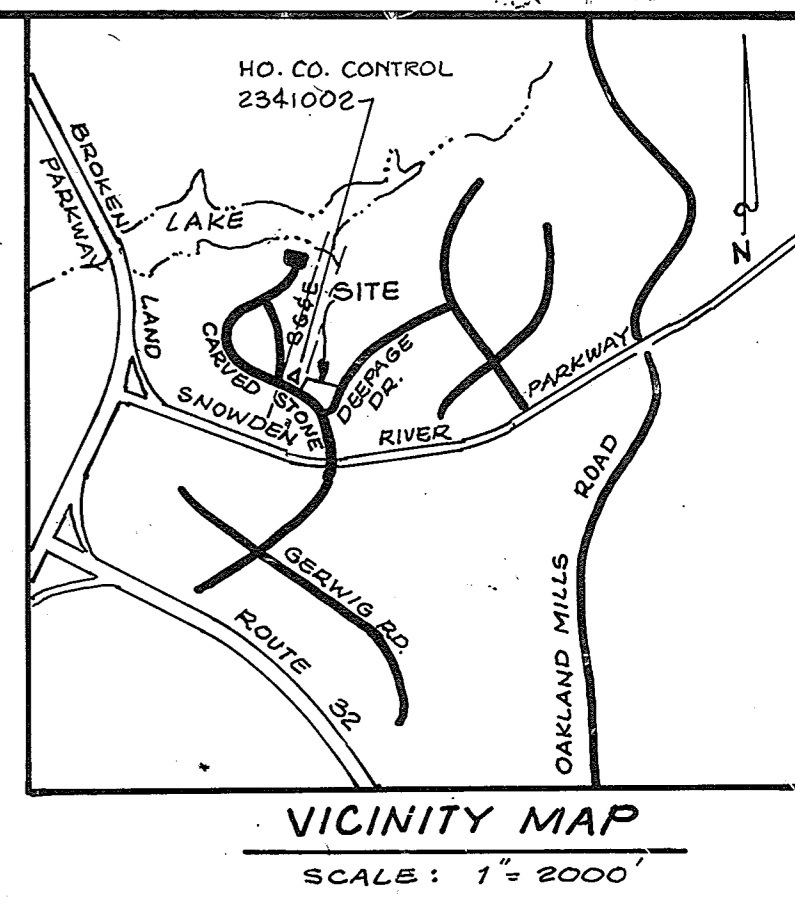 HO. CO. CONTROL
2341002
BROKEN
LAND
PARKWAY
LAKE
SITE
BG&E
CARVED
STONE
DEEPAGE
DR.
SNOWDEN
RIVER
PARKWAY
N
OAKLAND MILLS
ROAD
GERWIG RD.
ROUTE
32
VICINITY MAP
SCALE: 1"= 2000'